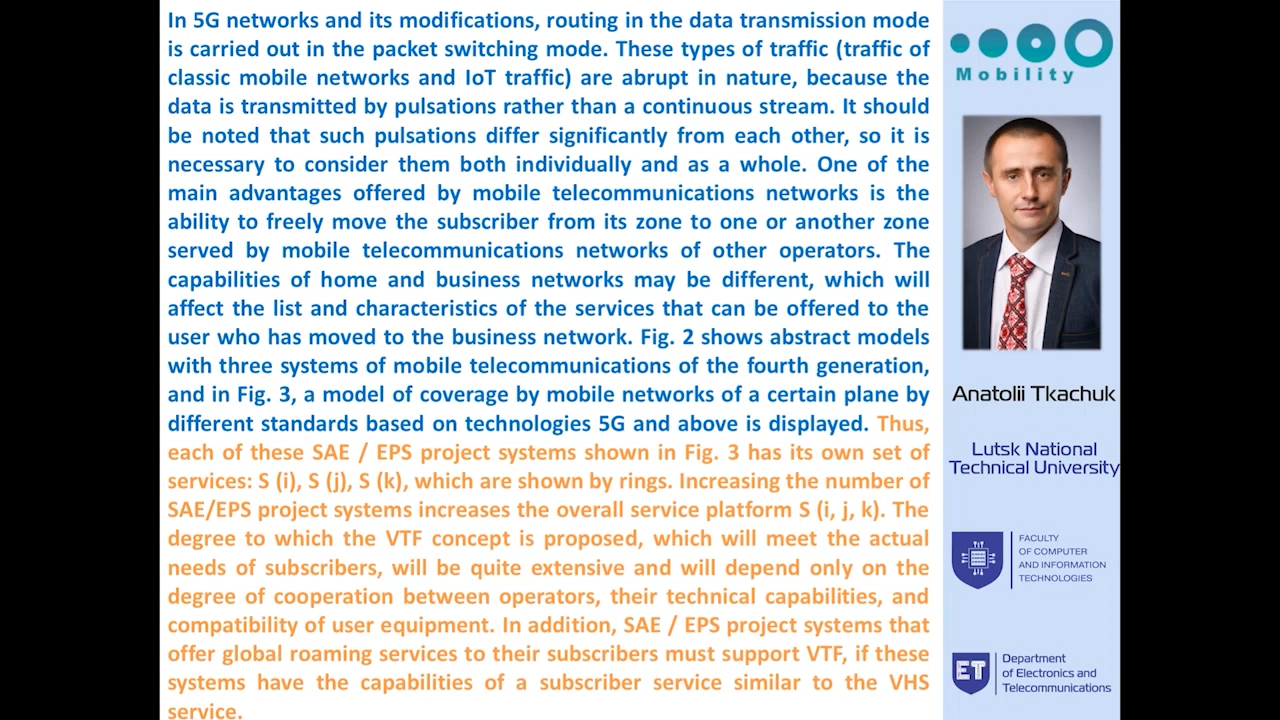 In 5G networks and its modifications, routing in the data transmission mode
is carried out in the packet switching mode. These types of traffic (traffic of
classic mobile networks and IoT traffic) are abrupt in nature, because the
data is transmitted by pulsations rather than a continuous stream. It should
be noted that such pulsations differ significantly from each other, so it is
necessary to consider them both individually and as a whole. One of the
main advantages offered by mobile telecommunications networks is the
ability to freely move the subscriber from its zone to one or another zone
served by mobile telecommunications networks of other operators. The
capabilities of home and business networks may be different, which will
affect the list and characteristics of the services that can be offered to the
user who has moved to the business network. Fig. 2 shows abstract models
with three systems of mobile telecommunications of the fourth generation,
and in Fig. 3, a model of coverage by mobile networks of a certain plane by
different standards based on technologies 5G and above is displayed. Thus,
each of these SAE / EPS project systems shown in Fig. 3 has its own set of
services: S (i), S (j), S (k), which are shown by rings. Increasing the number of
SAE/EPS project systems increases the overall service platform S (i, j, k). The
degree to which the VTF concept is proposed, which will meet the actual
needs of subscribers, will be quite extensive and will depend only on the
degree of cooperation between operators, their technical capabilities, and
compatibility of user equipment. In addition, SAE / EPS project systems that
offer global roaming services to their subscribers must support VTF, if these
systems have the capabilities of a subscriber service similar to the VHS
service.
Mobility
Anatolii Tkachuk
Lutsk National
Technical University
FACULTY
OF COMPUTER
AND INFORMATION
TECHNOLOGIES
ET
Department
of Electronics and
Telecommunications